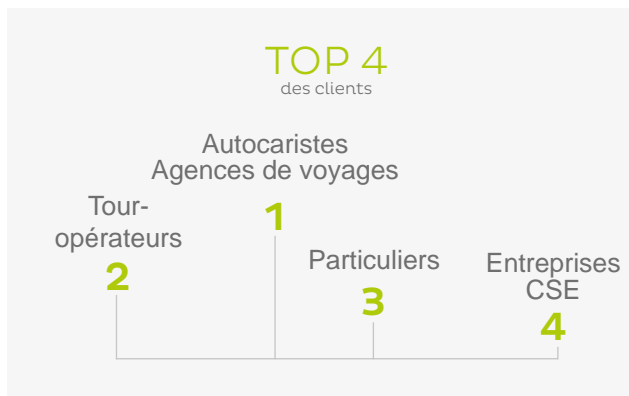 TOP 4
des clients
Autocaristes
Agences de voyages
1
Tour-
opérateurs
2
Particuliers
3
Entreprises
CSE
4